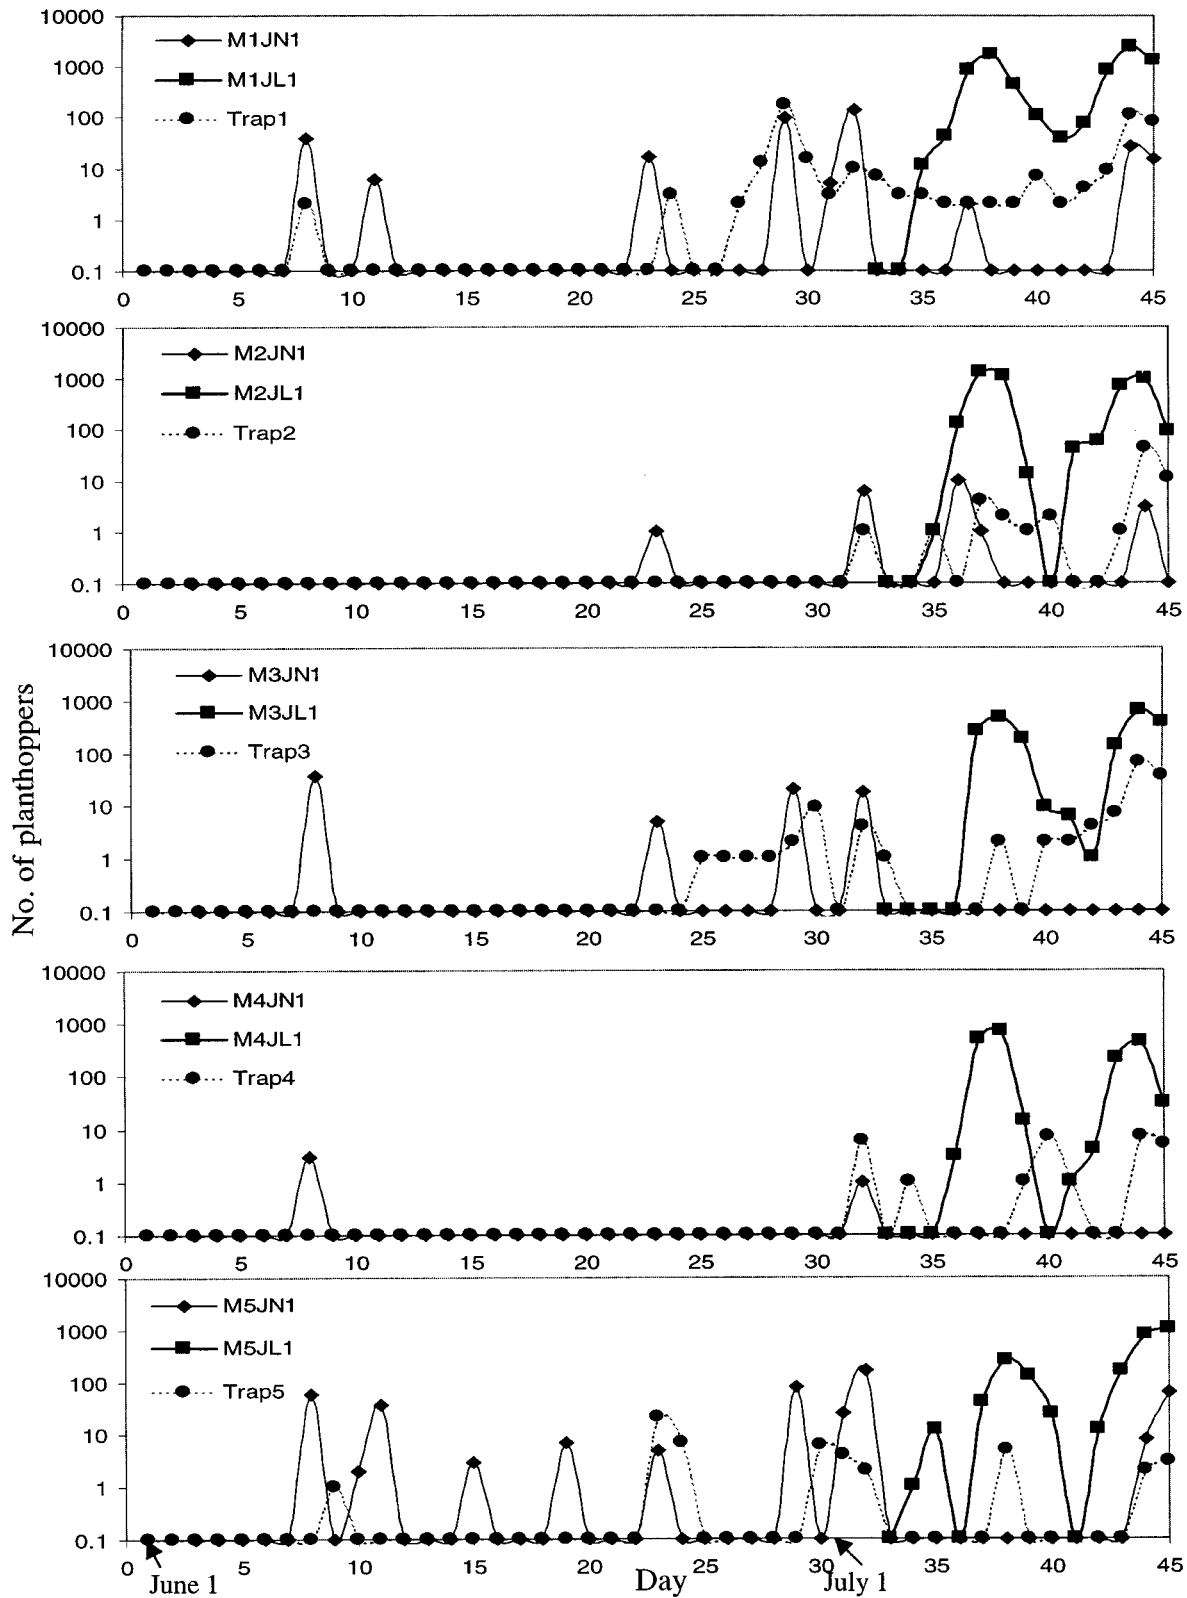 10000
1000
100
10
1
0.1
M1JN1
M1JL1
Trap1
0 5 10 15 20 25 30 35 40 45
10000
1000
100
10
1
0.1
M2JN1
M2JL1
Trap2
0 5 10 15 20 25 30 35 40 45
No. of planthoppers
10000
1000
100
10
1
0.1
M3JN1
M3JL1
Trap3
0 5 10 15 20 25 30 35 40 45
10000
1000
100
10
1
0.1
M4JN1
M4JL1
Trap4
0 5 10 15 20 25 30 35 40 45
10000
1000
100
10
1
0.1
M5JN1
M5JL1
Trap5
0 5 10 15 20 25 30 35 40 45
June 1 Day July 1